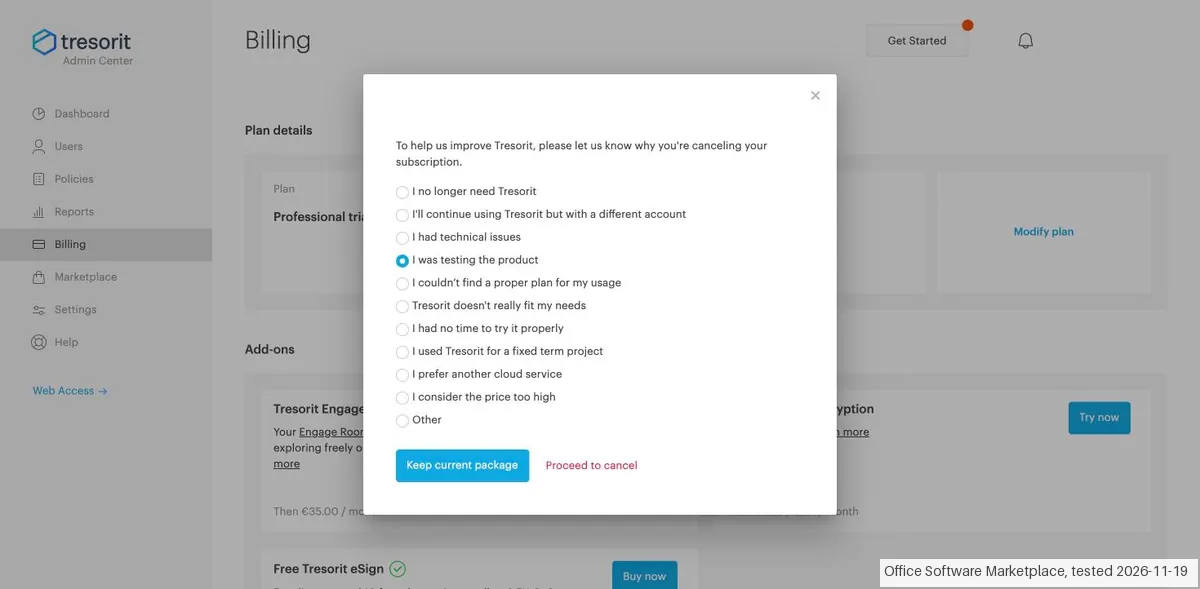 tresorit
Admin Center
Dashboard
Users
Policies
Reports
Billing
Marketplace
Settings
Help
Web Access →
Billing
Get Started
Plan details
Plan
Professional
Modify plan
Add-ons
Tresorit Engage
Your Engage
exploring freely
more
Then €35.00 /
more
Try now
Free Tresorit eSign
Buy now
To help us improve Tresorit, please let us know why you're canceling your
subscription.
I no longer need Tresorit
I'll continue using Tresorit but with a different account
I had technical issues
I was testing the product
I couldn't find a proper plan for my usage
Tresorit doesn't really fit my needs
I had no time to try it properly
I used Tresorit for a fixed term project
I prefer another cloud service
I consider the price too high
Other
Keep current package
Proceed to cancel
Office Software Marketplace, tested 2026-11-19